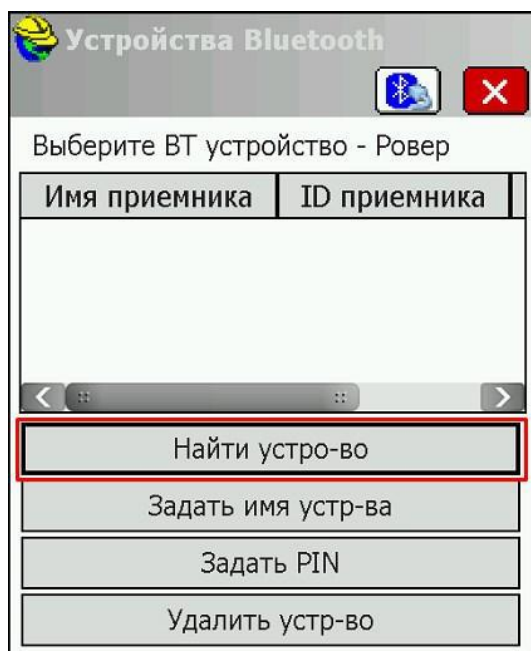 Устройства Bluetooth
Выберите BT устройство - Ровер
Имя приемника ID приемника
Найти устро-во
Задать имя устр-ва
Задать PIN
Удалить устр-во